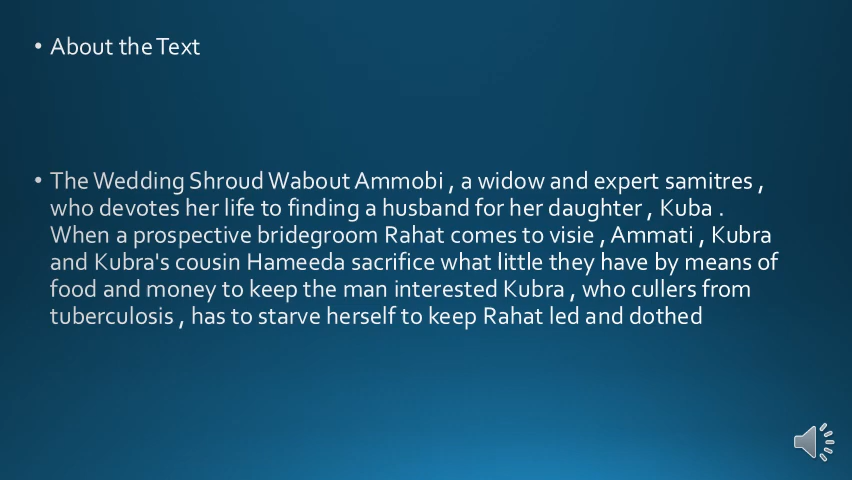 • About the Text
• The Wedding Shroud Wabout Ammobi , a widow and expert samitres ,
who devotes her life to finding a husband for her daughter , Kuba .
When a prospective bridegroom Rahat comes to visie , Ammati , Kubra
and Kubra's cousin Hameeda sacrifice what little they have by means of
food and money to keep the man interested Kubra , who cullers from
tuberculosis , has to starve herself to keep Rahat led and dothed